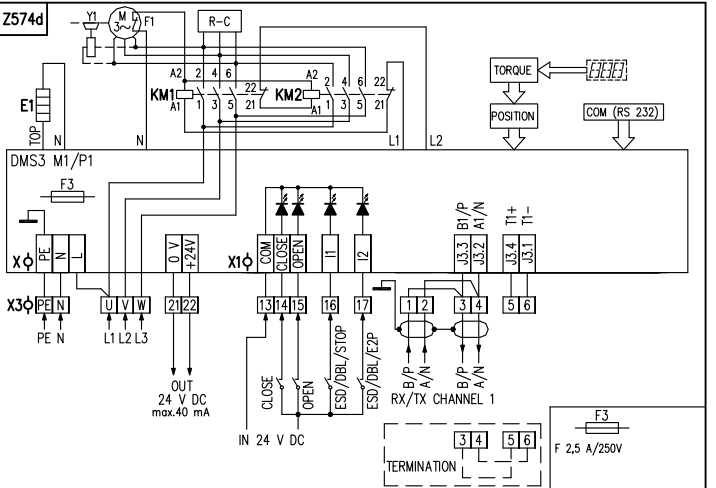 Z574d
Y1
M
3~
F1
R-C
A2
2 4 6
22
KM1
A1
1 3 5
21
A2
2 4 6
22
KM2
A1
1 3 5
21
E1
TOP
N
N
L1
L2
TORQUE
POSITION
COM (RS 232)
DMS3 M1/P1
F3
X
PE
N
L
0 V
+24V
X1
COM
CLOSE
OPEN
I1
I2
B1/P
A1/N
T1+
T1-
J3.3
J3.2
J3.4
J3.1
X3
PE N
U V W
21 22
13 14 15
16
17
1 2
3 4
5 6
PE N
L1 L2 L3
OUT
24 V DC
max.40 mA
CLOSE
OPEN
ESD/DBL/STOP
ESD/DBL/E2P
IN 24 V DC
B/P
A/N
B/P
A/N
RX/TX CHANNEL 1
TERMINATION
3 4
5 6
F3
F 2,5 A/250V